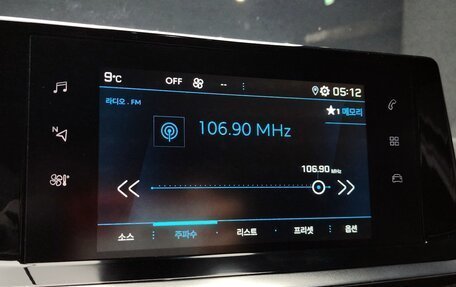 9°C OFF -- 05:12
라디오 . FM
★1 메모리
106.90 MHz
106.90 MHz
N
소스 주파수 리스트 프리셋 옵션